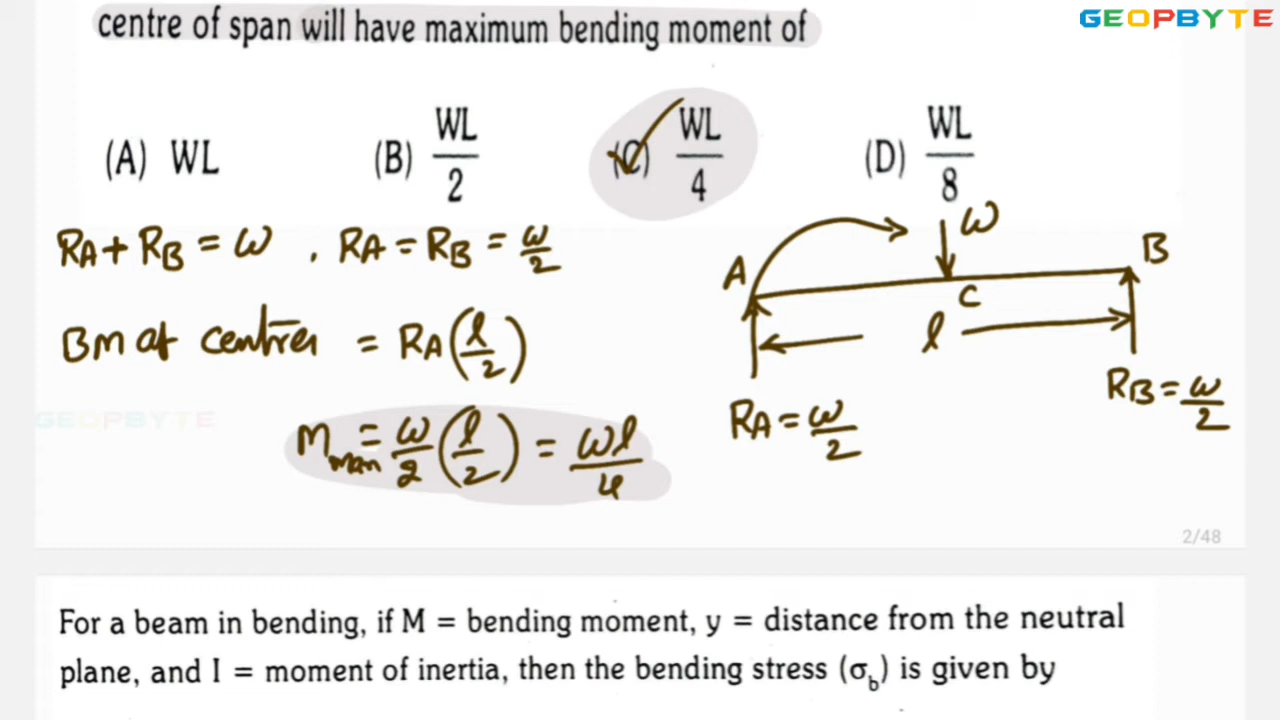 GEOPBYTE
centre of span will have maximum bending moment of
(A) WL (B) WL/2 (C) WL/4 (D) WL/8
RA + RB = ω , RA = RB = ω/2
BM at centre = RA(l/2)
Mmax = ω/2 (l/2) = ωl/4
ω
A
B
C
l
RA = ω/2
RB = ω/2
GEOPBYTE
2/48
For a beam in bending, if M = bending moment, y = distance from the neutral
plane, and I = moment of inertia, then the bending stress (σb) is given by